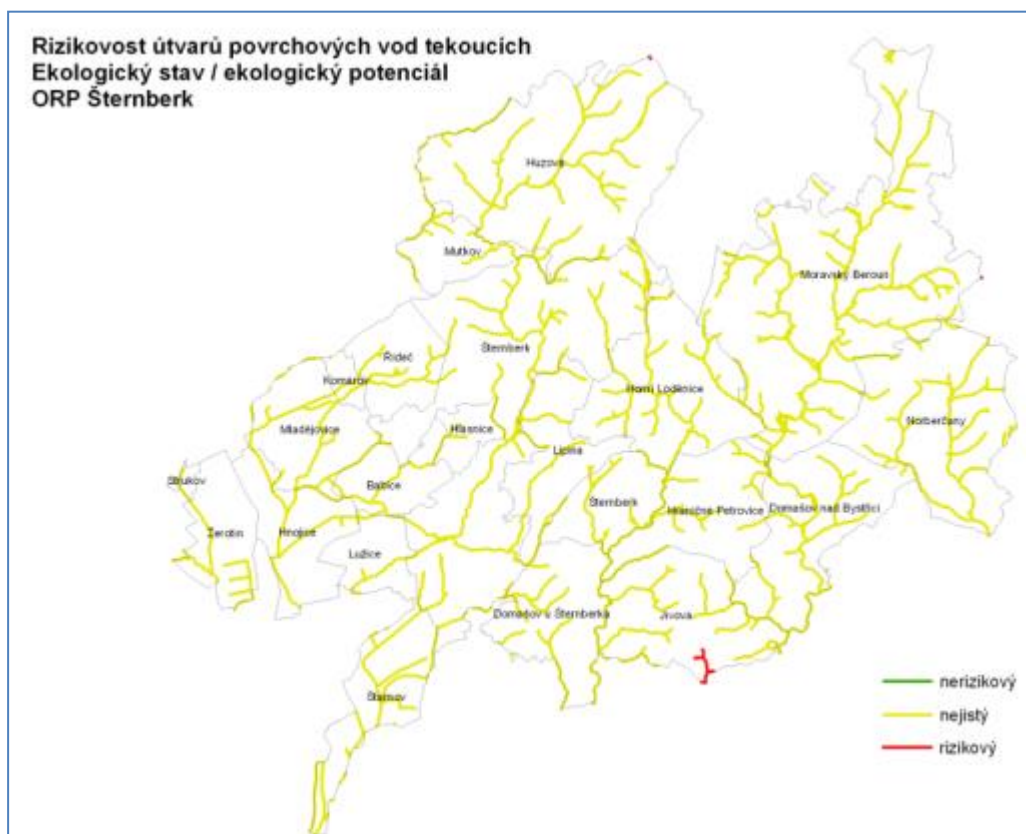 Rizikovost útvarů povrchových vod tekoucích
Ekologický stav / ekologický potenciál
ORP Šternberk
Huzová
Mutkov
Moravský Beroun
Řídeč
Šternberk
Komárov
Horní Loděnice
Norberčany
Mladějovice
Hlásnice
Lipina
Strukov
Babice
Šternberk
Hraničné Petrovice
Domašov nad Bystřicí
Žerotín
Hnojice
Lužice
Domašov u Šternberka
Jívová
Štarnov
nerizikový
nejistý
rizikový